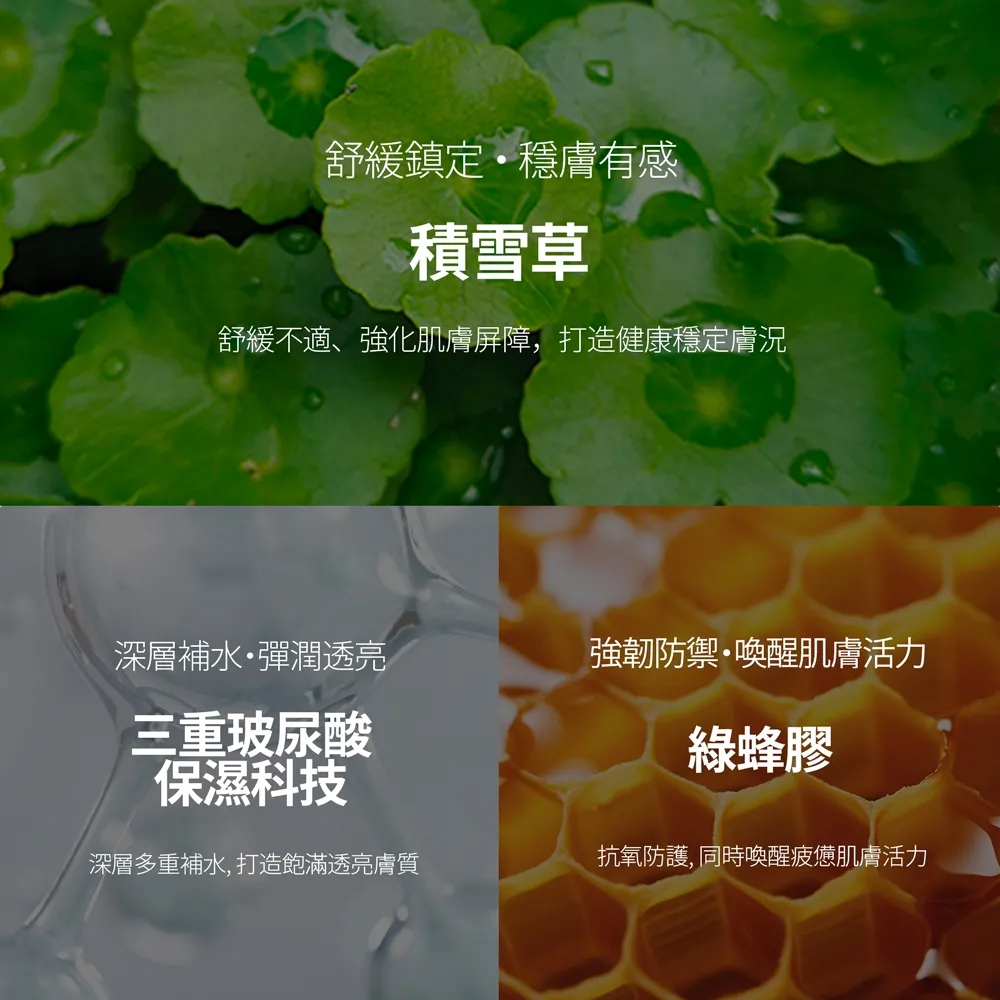 舒緩鎮定・穩膚有感
積雪草
舒緩不適、強化肌膚屏障，打造健康穩定膚況
深層補水・彈潤透亮
三重玻尿酸
保濕科技
深層多重補水, 打造飽滿透亮膚質
強韌防禦・喚醒肌膚活力
綠蜂膠
抗氧防護, 同時喚醒疲憊肌膚活力